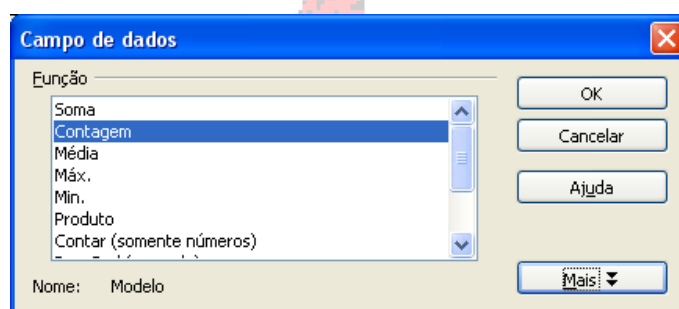 Campo de dados
Função
Soma
Contagem
Média
Máx.
Min.
Produto
Contar (somente números)
OK
Cancelar
Ajuda
Mais
Nome: Modelo